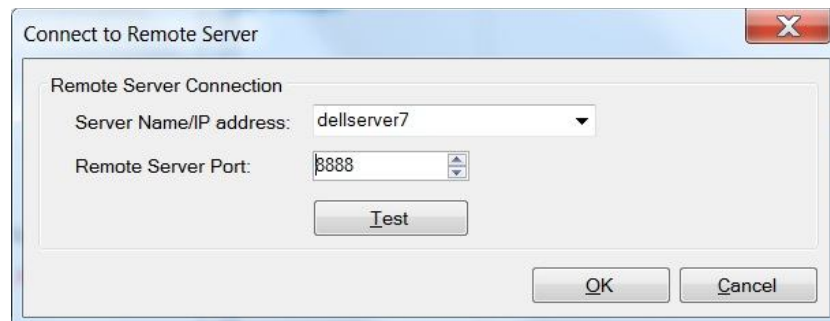 Connect to Remote Server
Remote Server Connection
Server Name/IP address: dellserver7
Remote Server Port: 8888
Test
OK Cancel